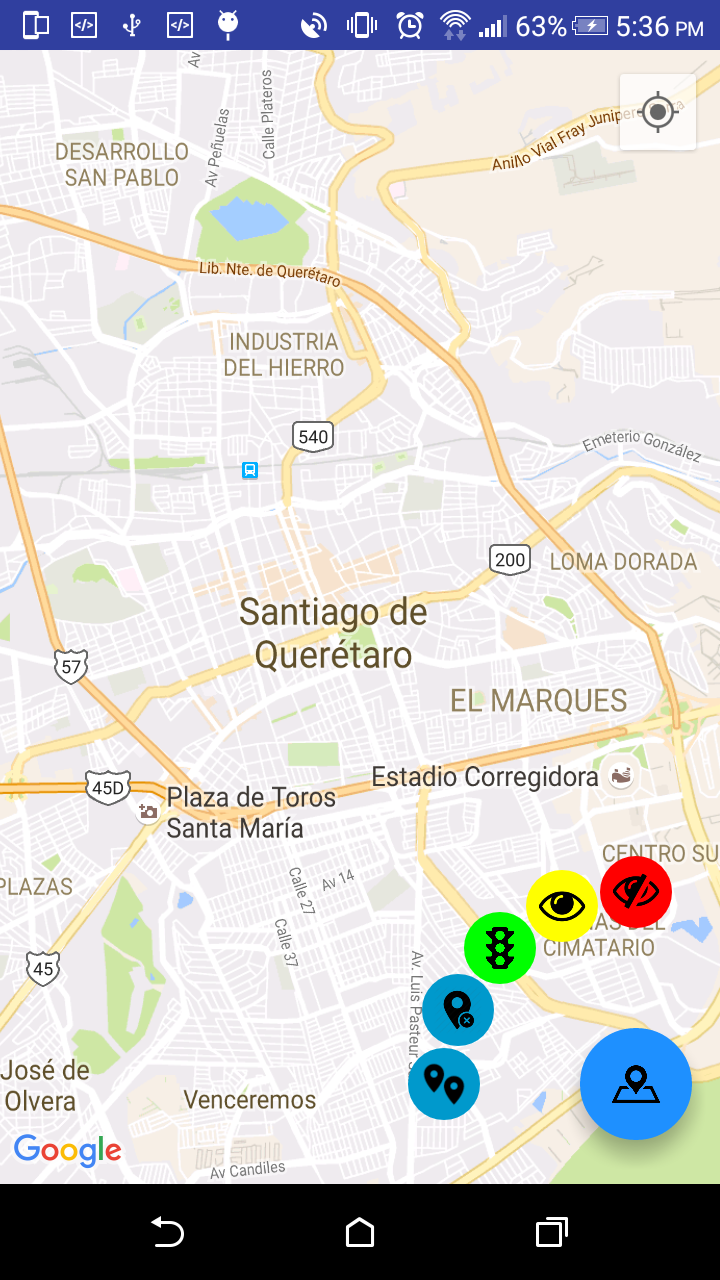 63%
5:36 PM
Av
Calle Plateros
Av Peñuelas
DESARROLLO
SAN PABLO
Anillo Vial Fray Juníper
Lib. Nte. de Querétaro
INDUSTRIA
DEL HIERRO
540
Emeterio González
200
LOMA DORADA
Santiago de
Querétaro
57
EL MARQUES
Estadio Corregidora
45D
Plaza de Toros
Santa María
CENTRO SU
PLAZAS
Av 14
Calle 27
DEL
CIMATARIO
Calle 37
45
Av. Luis Pasteur S
José de
Olvera
Venceremos
Google
Av Candiles